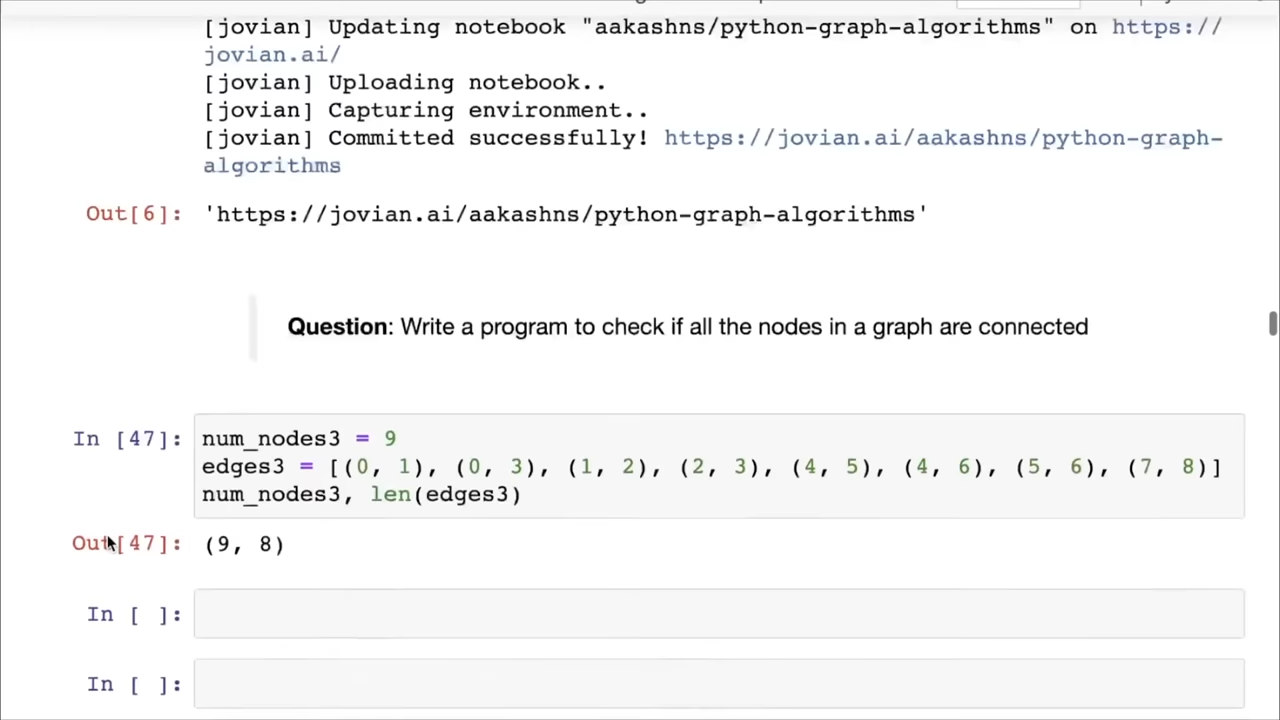 [jovian] Updating notebook "aakashns/python-graph-algorithms" on https://
jovian.ai/
[jovian] Uploading notebook..
[jovian] Capturing environment..
[jovian] Committed successfully! https://jovian.ai/aakashns/python-graph-
algorithms
Out[6]: 'https://jovian.ai/aakashns/python-graph-algorithms'
Question: Write a program to check if all the nodes in a graph are connected
In [47]: num_nodes3 = 9
edges3 = [(0, 1), (0, 3), (1, 2), (2, 3), (4, 5), (4, 6), (5, 6), (7, 8)]
num_nodes3, len(edges3)
Out[47]: (9, 8)
In [ ]:
In [ ]: